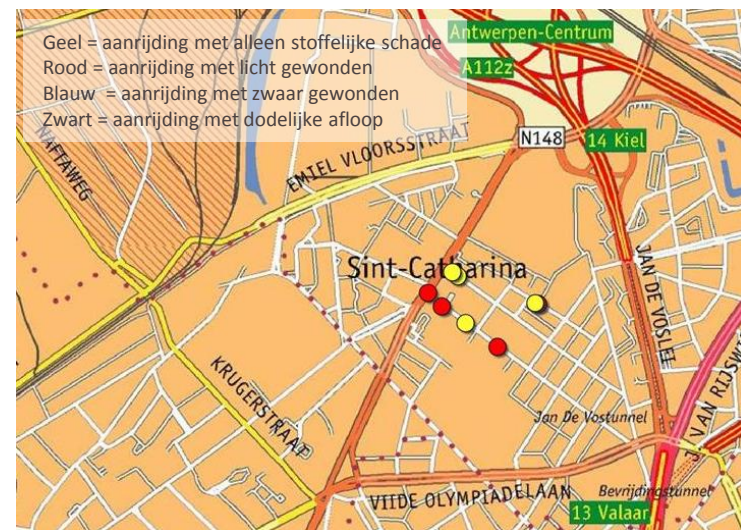 Geel = aanrijding met alleen stoffelijke schade
Rood = aanrijding met licht gewonden
Blauw = aanrijding met zwaar gewonden
Zwart = aanrijding met dodelijke afloop
Antwerpen-Centrum
A112z
N148
14 Kiel
NAFTAWEG
EMIEL VLOORSSTRAAT
Sint-Catharina
JAN DE VOSLEI
KRUGERSTRAAT
J. VAN RIJSWI
Jan De Vostunnel
VIIDE OLYMPIADELAAN
Bevrijdingstunnel
13 Valaar